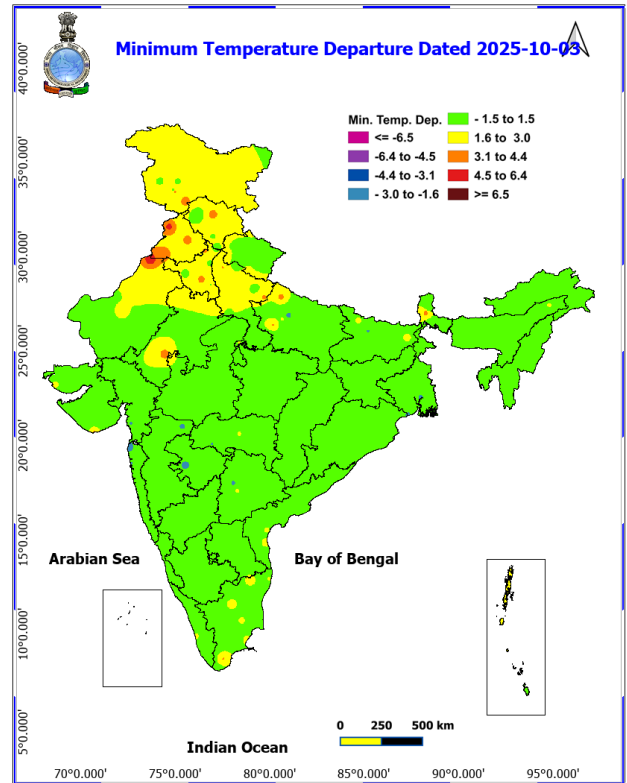 Minimum Temperature Departure Dated 2025-10-03
40°0.000'
Min. Temp. Dep.
- 1.5 to 1.5
<= -6.5
1.6 to 3.0
-6.4 to -4.5
3.1 to 4.4
-4.4 to -3.1
4.5 to 6.4
- 3.0 to -1.6
>= 6.5
35°0.000'
30°0.000'
25°0.000'
20°0.000'
15°0.000'
Arabian Sea
Bay of Bengal
10°0.000'
5°0.000'
0 250 500 km
Indian Ocean
70°0.000' 75°0.000' 80°0.000' 85°0.000' 90°0.000' 95°0.000'